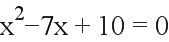 x²−7x + 10 = 0